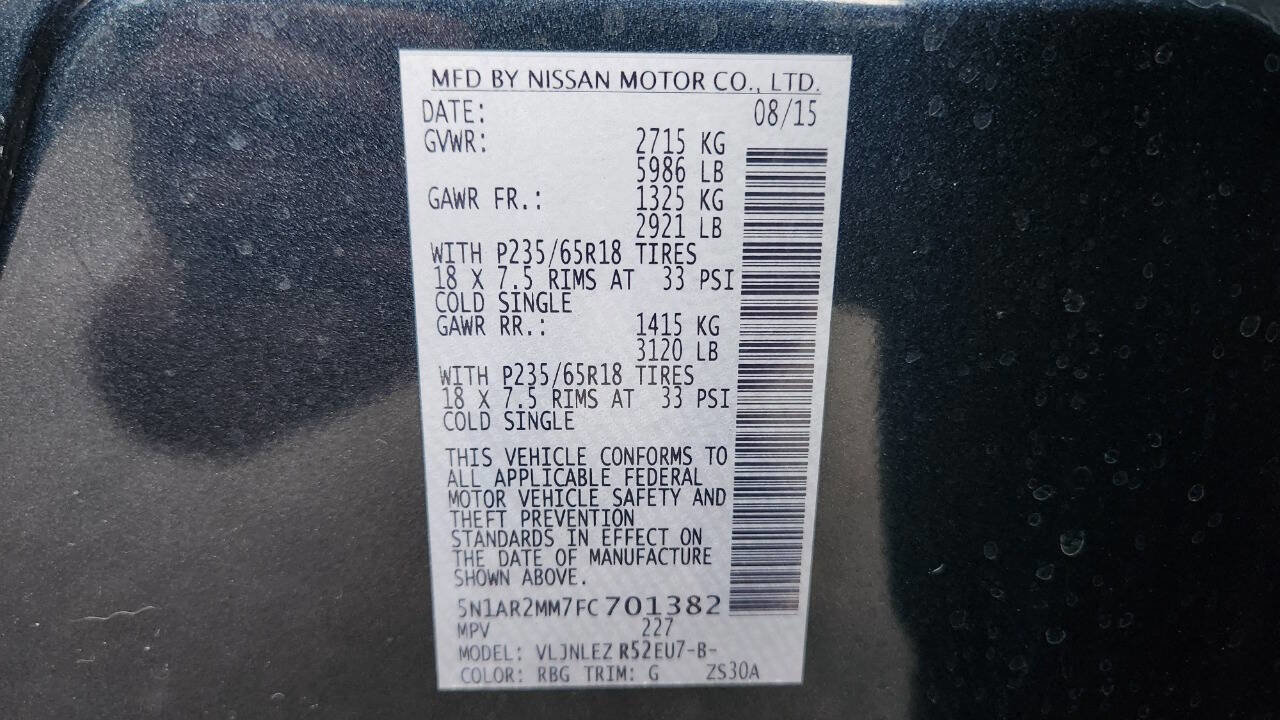 MFD BY NISSAN MOTOR CO., LTD.
DATE: 08/15
GVWR: 2715 KG
5986 LB
GAWR FR.: 1325 KG
2921 LB
WITH P235/65R18 TIRES
18 X 7.5 RIMS AT 33 PSI
COLD SINGLE
GAWR RR.: 1415 KG
3120 LB
WITH P235/65R18 TIRES
18 X 7.5 RIMS AT 33 PSI
COLD SINGLE
THIS VEHICLE CONFORMS TO
ALL APPLICABLE FEDERAL
MOTOR VEHICLE SAFETY AND
THEFT PREVENTION
STANDARDS IN EFFECT ON
THE DATE OF MANUFACTURE
SHOWN ABOVE.
5N1AR2MM7FC701382
MPV 227
MODEL: VLJNLEZ R52EU7-B-
COLOR: RBG TRIM: G ZS30A